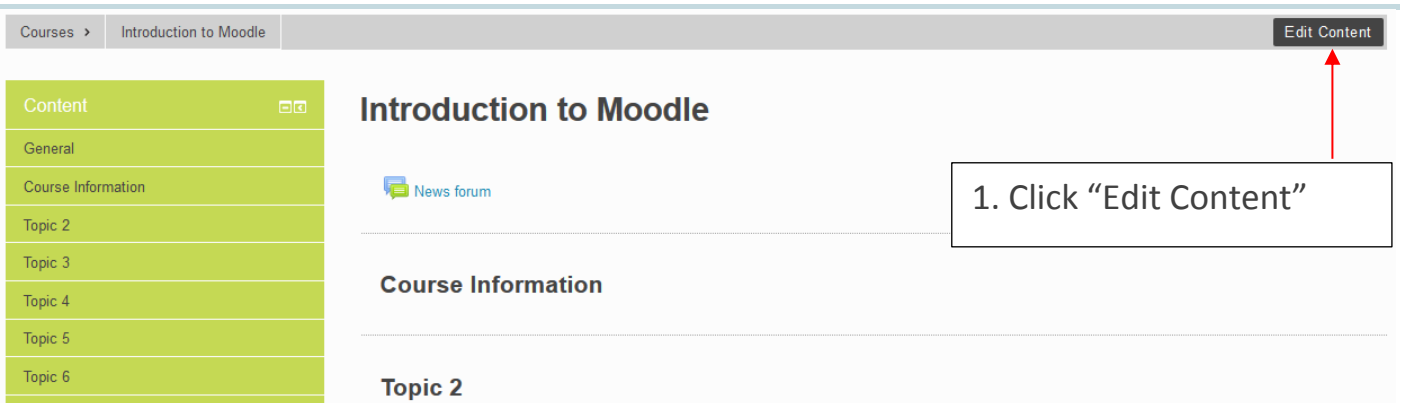 Courses > Introduction to Moodle
Edit Content
Content
General
Course Information
Topic 2
Topic 3
Topic 4
Topic 5
Topic 6
Introduction to Moodle
News forum
1. Click “Edit Content”
Course Information
Topic 2